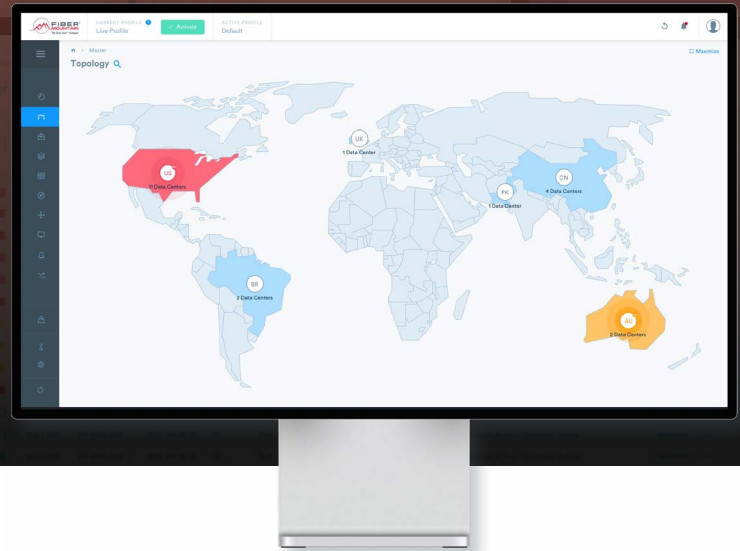 FIBER
MOUNTAIN
CURRENT PROFILE
Live Profile
Activate
ACTIVE PROFILE
Default
Master
Topology
Maximize
UK
1 Data Center
US
11 Data Centers
CN
4 Data Centers
PK
1 Data Center
BR
2 Data Centers
AU
2 Data Centers